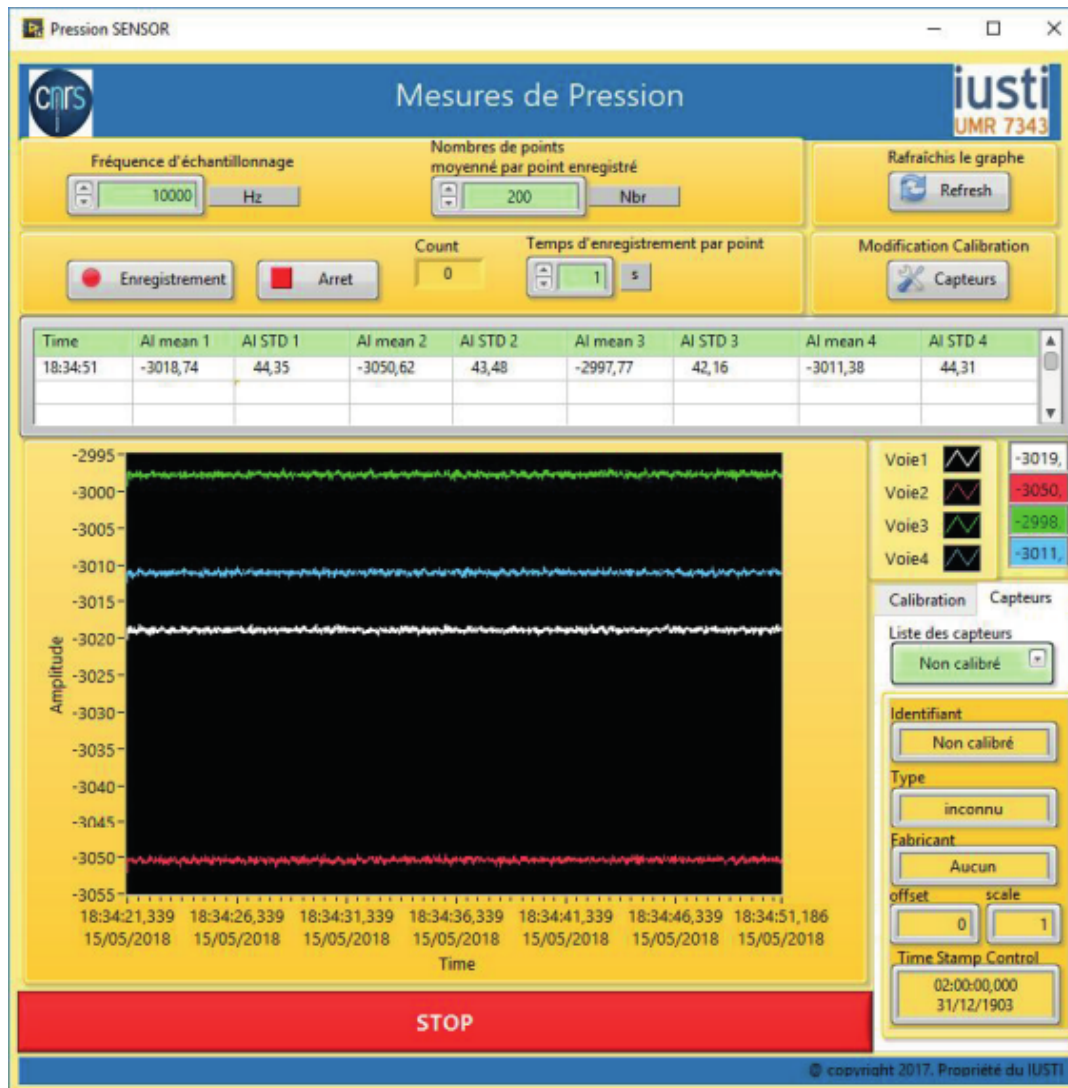 Pression SENSOR
cnrs
Mesures de Pression
iusti
UMR 7343
Fréquence d'échantillonnage
10000 Hz
Nombres de points
moyenné par point enregistré
200 Nbr
Rafraîchis le graphe
Refresh
Enregistrement
Arret
Count
0
Temps d'enregistrement par point
1 s
Modification Calibration
Capteurs
Time AI mean 1 AI STD 1 AI mean 2 AI STD 2 AI mean 3 AI STD 3 AI mean 4 AI STD 4
18:34:51 -3018,74 44,35 -3050,62 43,48 -2997,77 42,16 -3011,38 44,31
-2995
-3000
-3005
-3010
-3015
-3020
-3025
-3030
-3035
-3040
-3045
-3050
-3055
Amplitude
18:34:21,339 18:34:26,339 18:34:31,339 18:34:36,339 18:34:41,339 18:34:46,339 18:34:51,186
15/05/2018 15/05/2018 15/05/2018 15/05/2018 15/05/2018 15/05/2018 15/05/2018
Time
Voie1 -3019,
Voie2 -3050,
Voie3 -2998,
Voie4 -3011,
Calibration Capteurs
Liste des capteurs
Non calibré
Identifiant
Non calibré
Type
inconnu
Fabricant
Aucun
offset scale
0 1
Time Stamp Control
02:00:00,000
31/12/1903
STOP
@ copyright 2017. Propriété du IUSTI